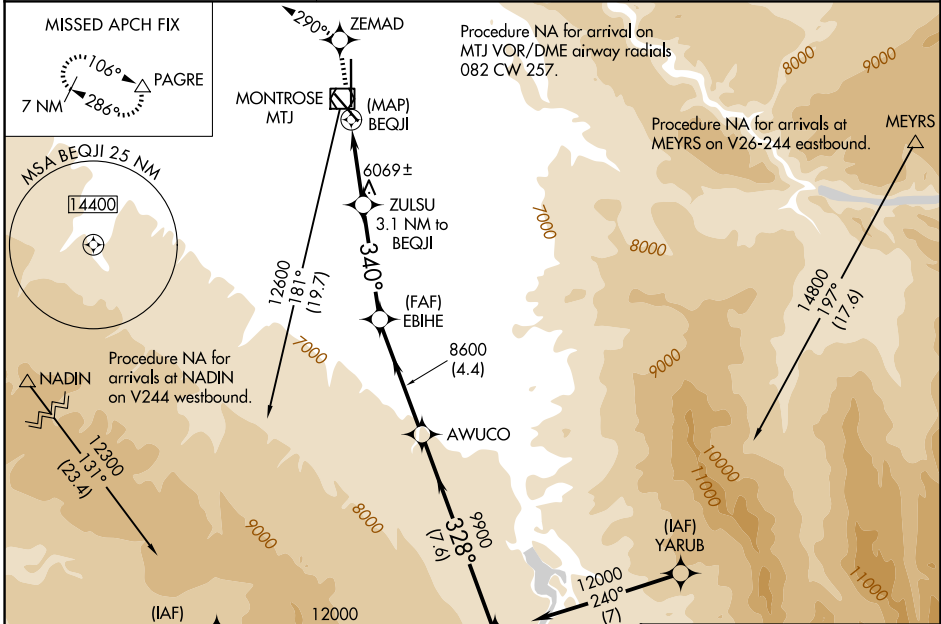 MISSED APCH FIX
106°
PAGRE
7 NM
286°
290°
ZEMAD
Procedure NA for arrival on
MTJ VOR/DME airway radials
082 CW 257.
8000
9000
MONTROSE
MTJ
(MAP)
BEQJI
Procedure NA for arrivals at
MEYRS on V26-244 eastbound.
MEYRS
MSA BEQJI 25 NM
14400
6069±
ZULSU
3.1 NM to
BEQJI
7000
8000
12600
181°
(19.7)
340°
14800
197°
(17.6)
(FAF)
EBIHE
7000
9000
Procedure NA for
arrivals at NADIN
on V244 westbound.
NADIN
8600
(4.4)
AWUCO
12300
131°
(23.4)
10000
11000
9000
8000
9900
328°
(7.6)
(IAF)
YARUB
12000
240°
(7)
11000
(IAF)
12000